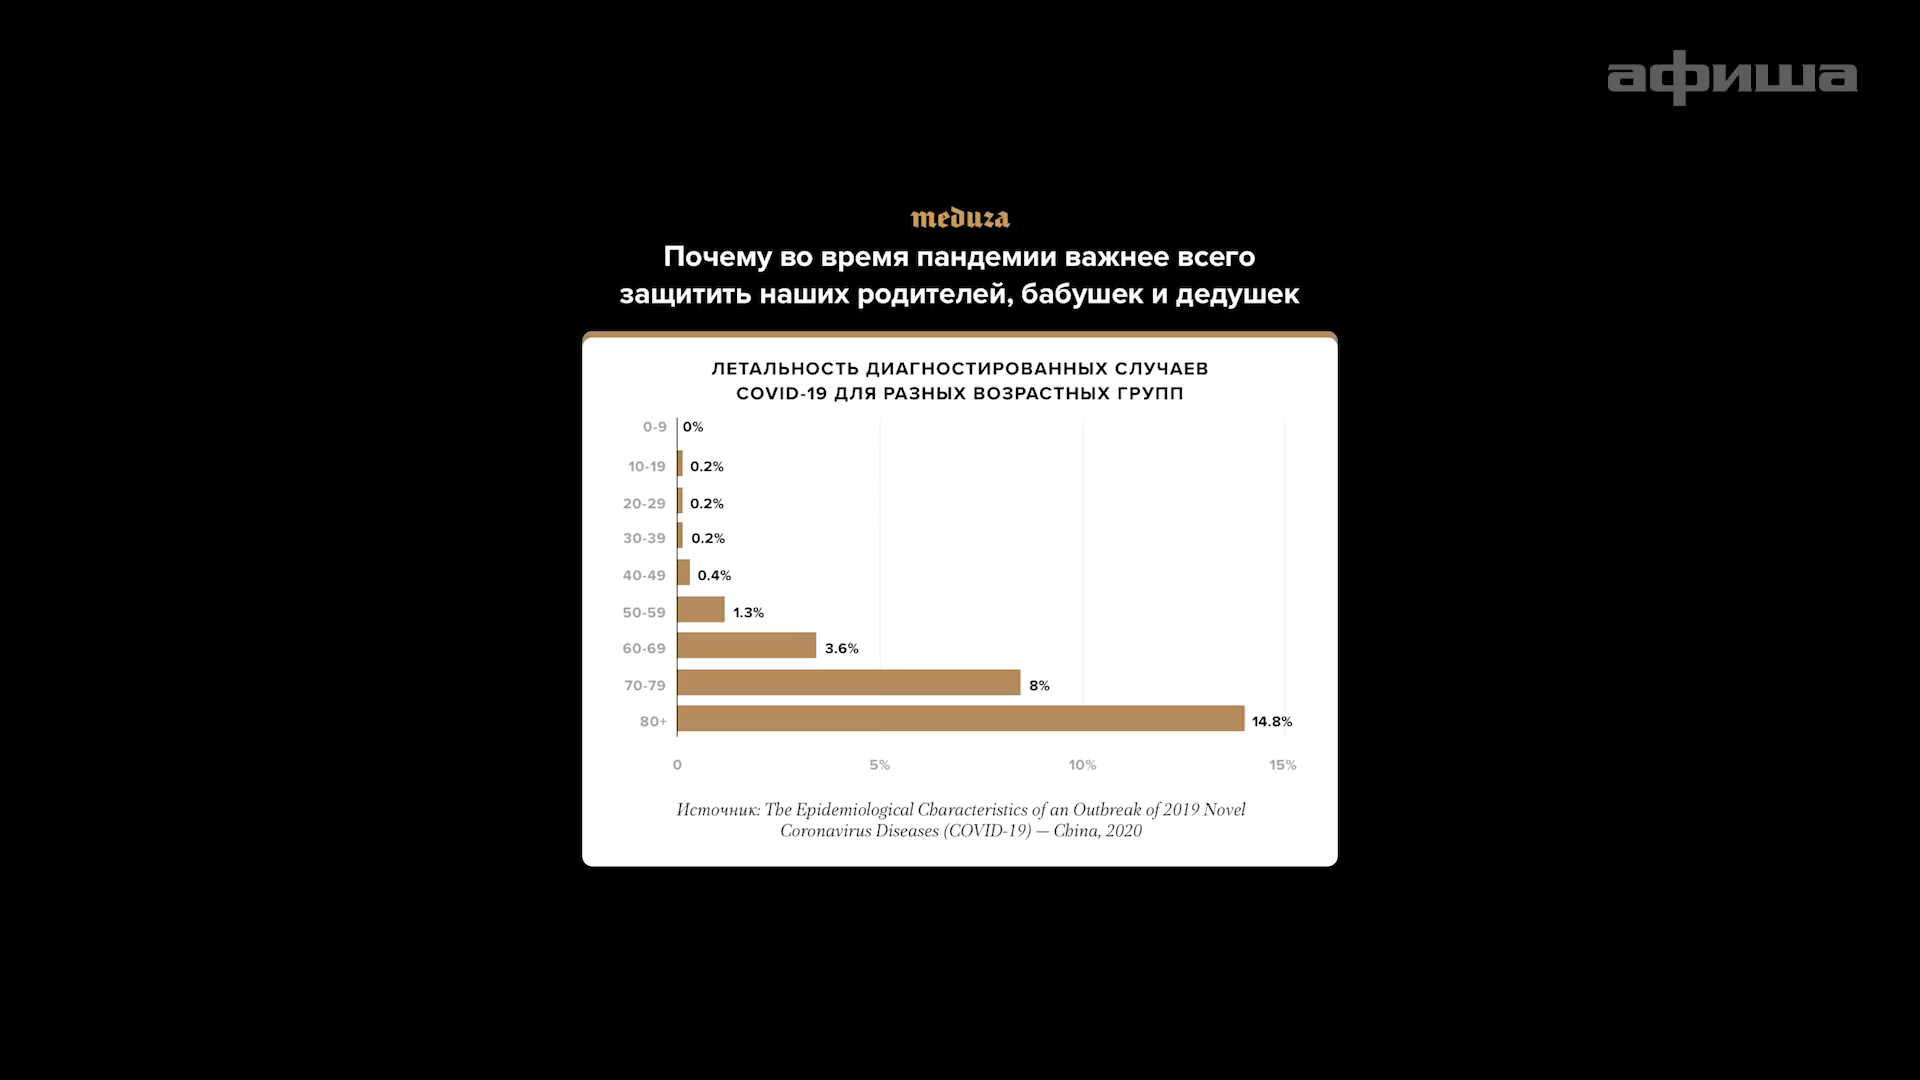 афиша
meduza
Почему во время пандемии важнее всего
защитить наших родителей, бабушек и дедушек
ЛЕТАЛЬНОСТЬ ДИАГНОСТИРОВАННЫХ СЛУЧАЕВ
COVID-19 ДЛЯ РАЗНЫХ ВОЗРАСТНЫХ ГРУПП
0-9 0%
10-19 0.2%
20-29 0.2%
30-39 0.2%
40-49 0.4%
50-59 1.3%
60-69 3.6%
70-79 8%
80+ 14.8%
0 5% 10% 15%
Источник: The Epidemiological Characteristics of an Outbreak of 2019 Novel
Coronavirus Diseases (COVID-19) — China, 2020